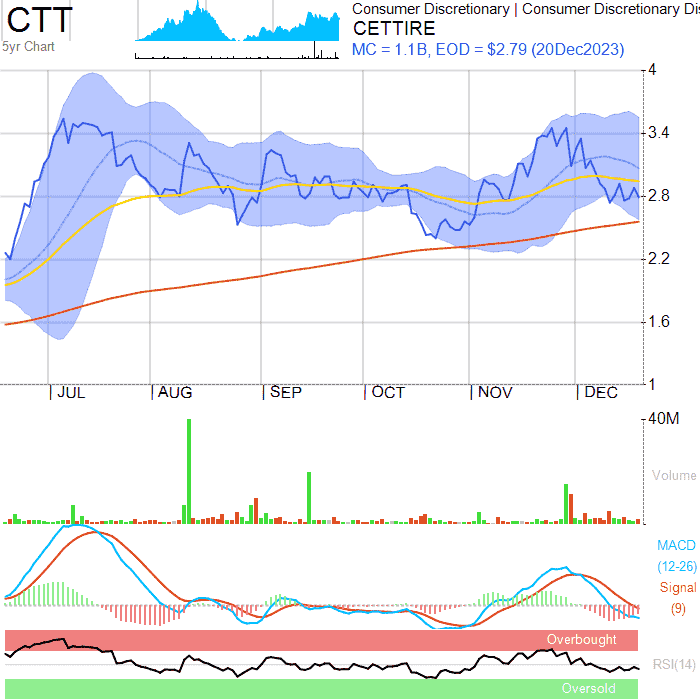 CTT
5yr Chart
Consumer Discretionary | Consumer Discretionary Dis
CETTIRE
MC = 1.1B, EOD = $2.79 (20Dec2023)
4
3.4
2.8
2.2
1.6
1
JUL AUG SEP OCT NOV DEC
40M
Volume
MACD
(12-26)
Signal
(9)
Overbought
RSI(14)
Oversold